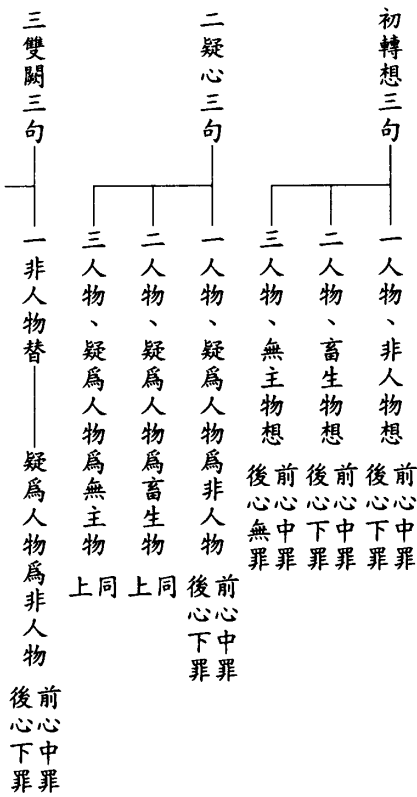 初轉想三句
一人物、非人物想
前心中罪
後心下罪
二人物、畜生物想
前心中罪
後心下罪
三人物、無主物想
前心中罪
後心無罪
二疑心三句
一人物、疑爲人物爲非人物
前心中罪
後心下罪
二人物、疑爲人物爲畜生物
同上
三人物、疑爲人物爲無主物
同上
三雙闕三句
一非人物替
疑爲人物爲非人物
前心中罪
後心下罪